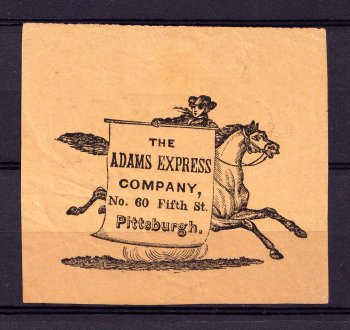 THE
ADAMS EXPRESS
COMPANY,
No. 60 Fifth St.
Pittsburgh.